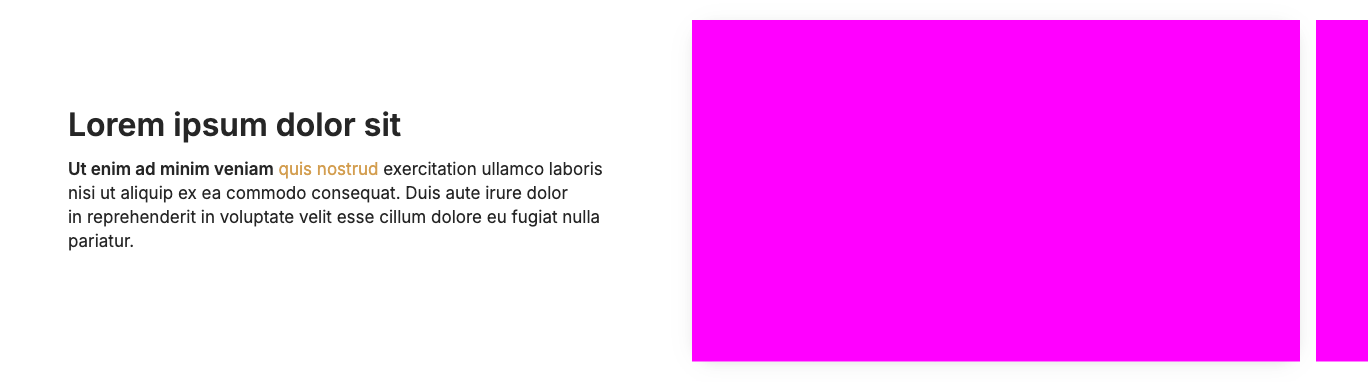 Lorem ipsum dolor sit
Ut enim ad minim veniam quis nostrud exercitation ullamco laboris
nisi ut aliquip ex ea commodo consequat. Duis aute irure dolor
in reprehenderit in voluptate velit esse cillum dolore eu fugiat nulla
pariatur.